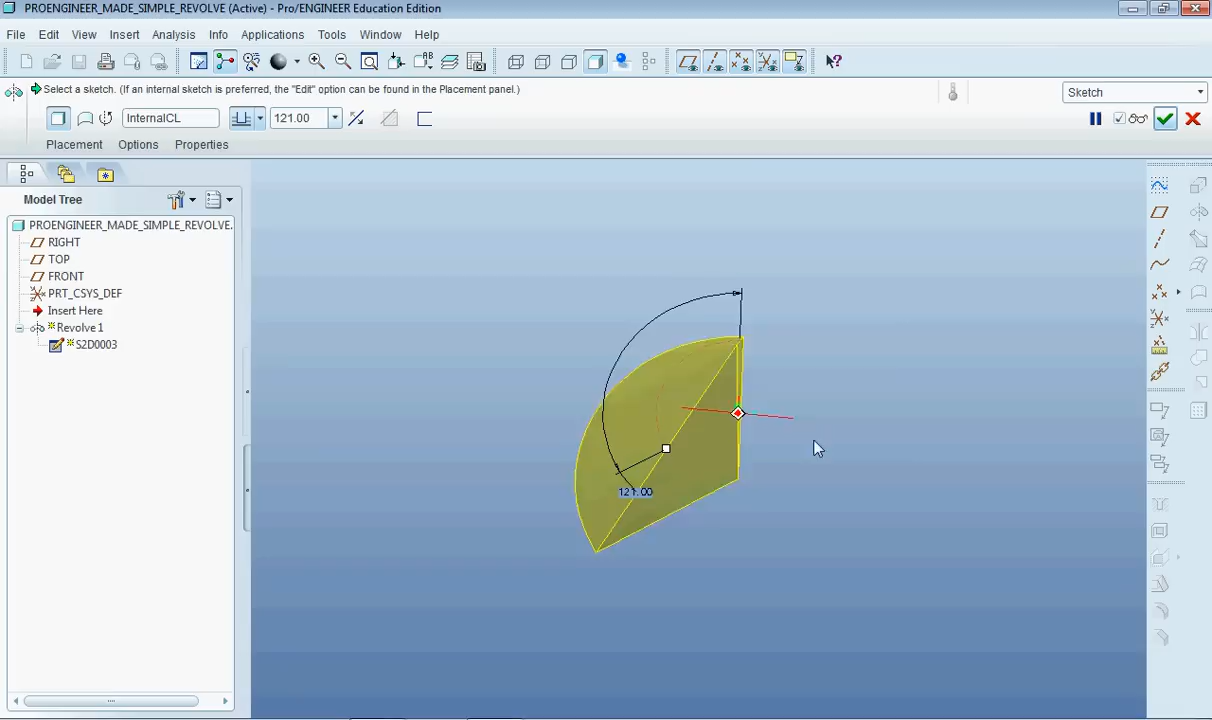 PROENGINEER_MADE_SIMPLE_REVOLVE (Active) - Pro/ENGINEER Education Edition
File Edit View Insert Analysis Info Applications Tools Window Help
Select a sketch. (If an internal sketch is preferred, the "Edit" option can be found in the Placement panel.)
Sketch
InternalCL 121.00
Placement Options Properties
Model Tree
PROENGINEER_MADE_SIMPLE_REVOLVE.
RIGHT
TOP
FRONT
PRT_CSYS_DEF
Insert Here
Revolve 1
S2D0003
121.00